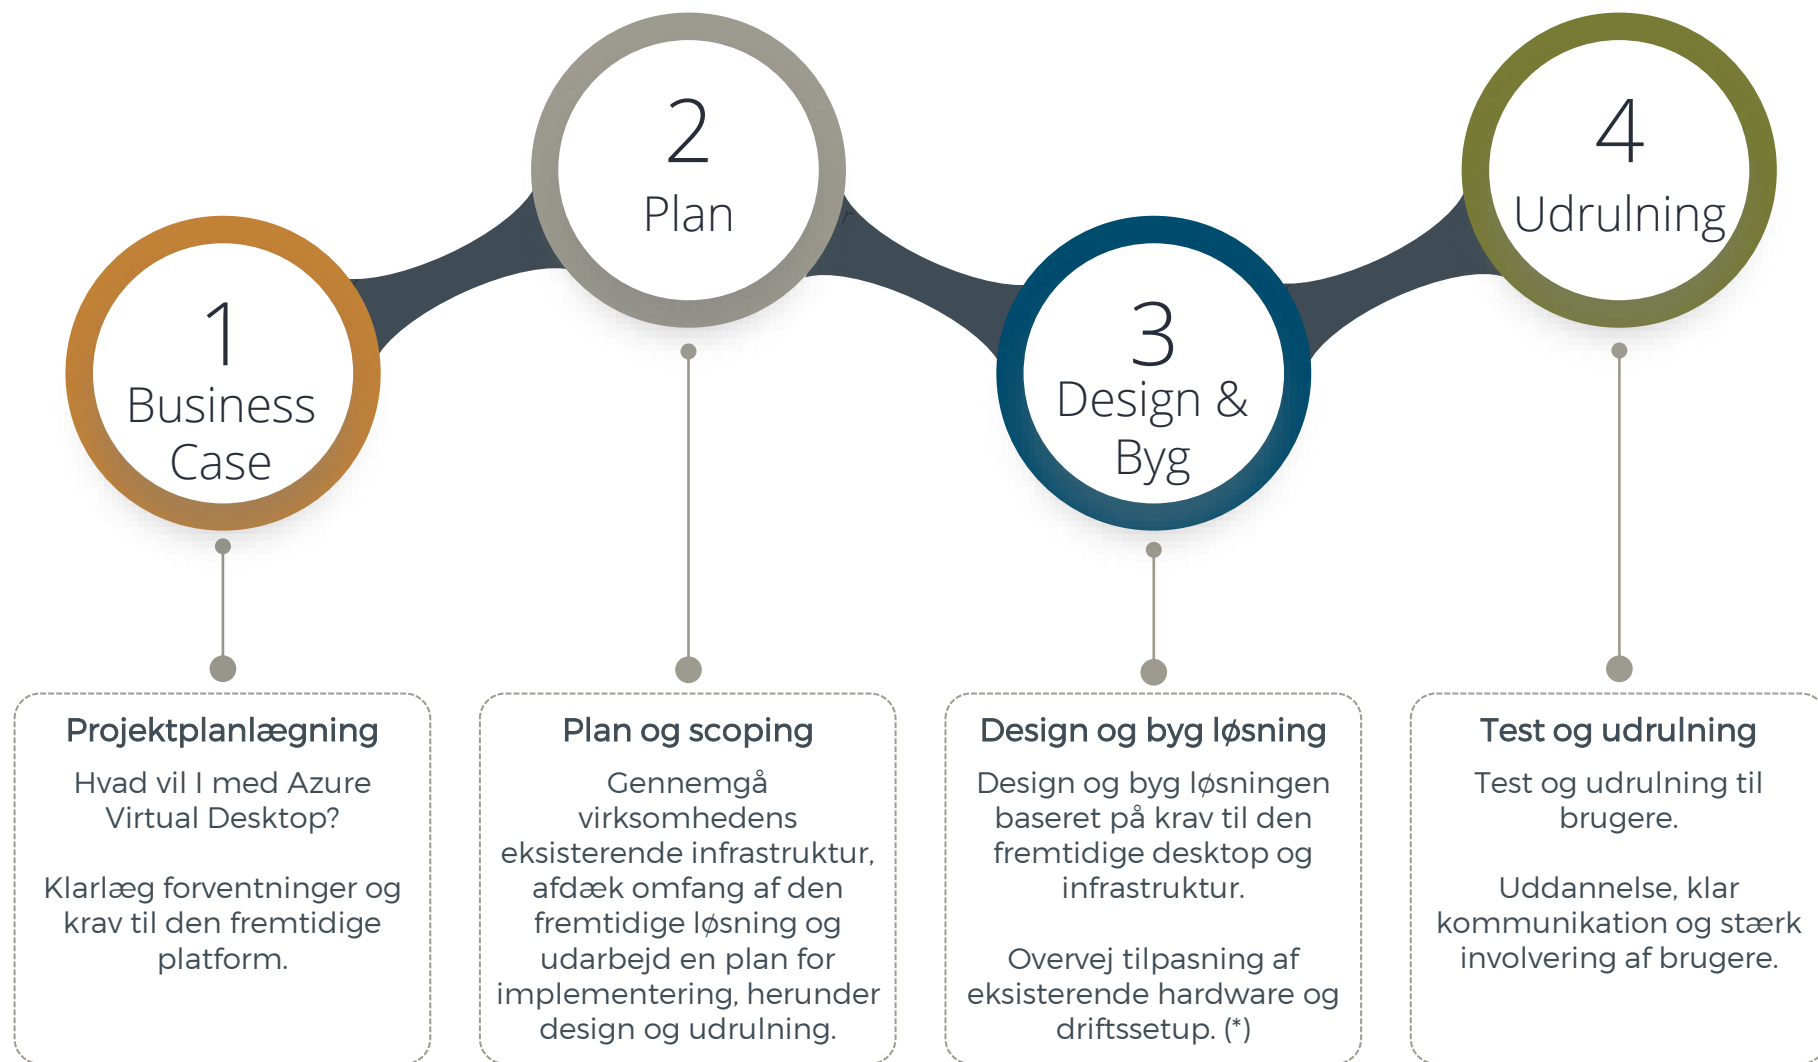 1
Business
Case
2
Plan
3
Design &
Byg
4
Udrulning
Projektplanlægning
Hvad vil I med Azure
Virtual Desktop?
Klarlæg forventninger og
krav til den fremtidige
platform.
Plan og scoping
Gennemgå
virksomhedens
eksisterende infrastruktur,
afdæk omfang af den
fremtidige løsning og
udarbejd en plan for
implementering, herunder
design og udrulning.
Design og byg løsning
Design og byg løsningen
baseret på krav til den
fremtidige desktop og
infrastruktur.
Overvej tilpasning af
eksisterende hardware og
driftssetup. (*)
Test og udrulning
Test og udrulning til
brugere.
Uddannelse, klar
kommunikation og stærk
involvering af brugere.